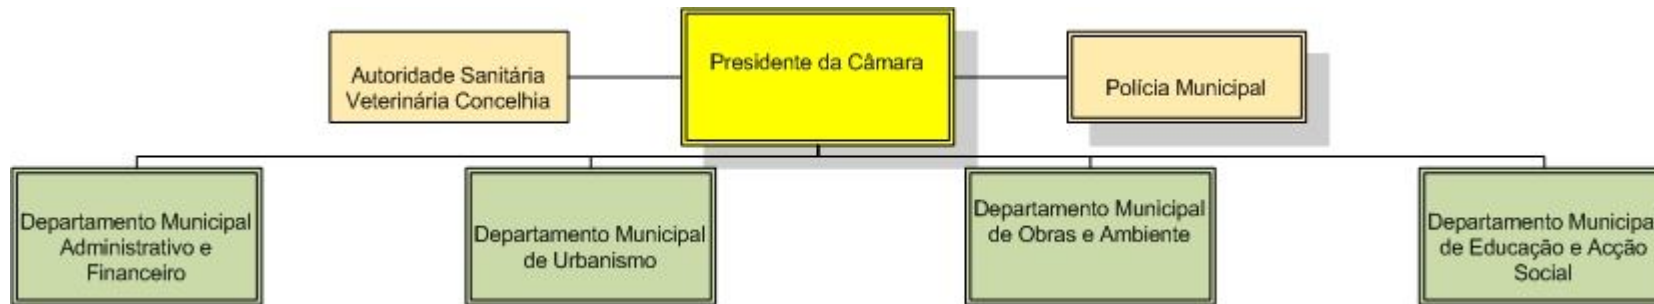 Presidente da Câmara
Autoridade Sanitária
Veterinária Concelhia
Polícia Municipal
Departamento Municipal
Administrativo e
Financeiro
Departamento Municipal
de Urbanismo
Departamento Municipal
de Obras e Ambiente
Departamento Municipal
de Educação e Acção
Social